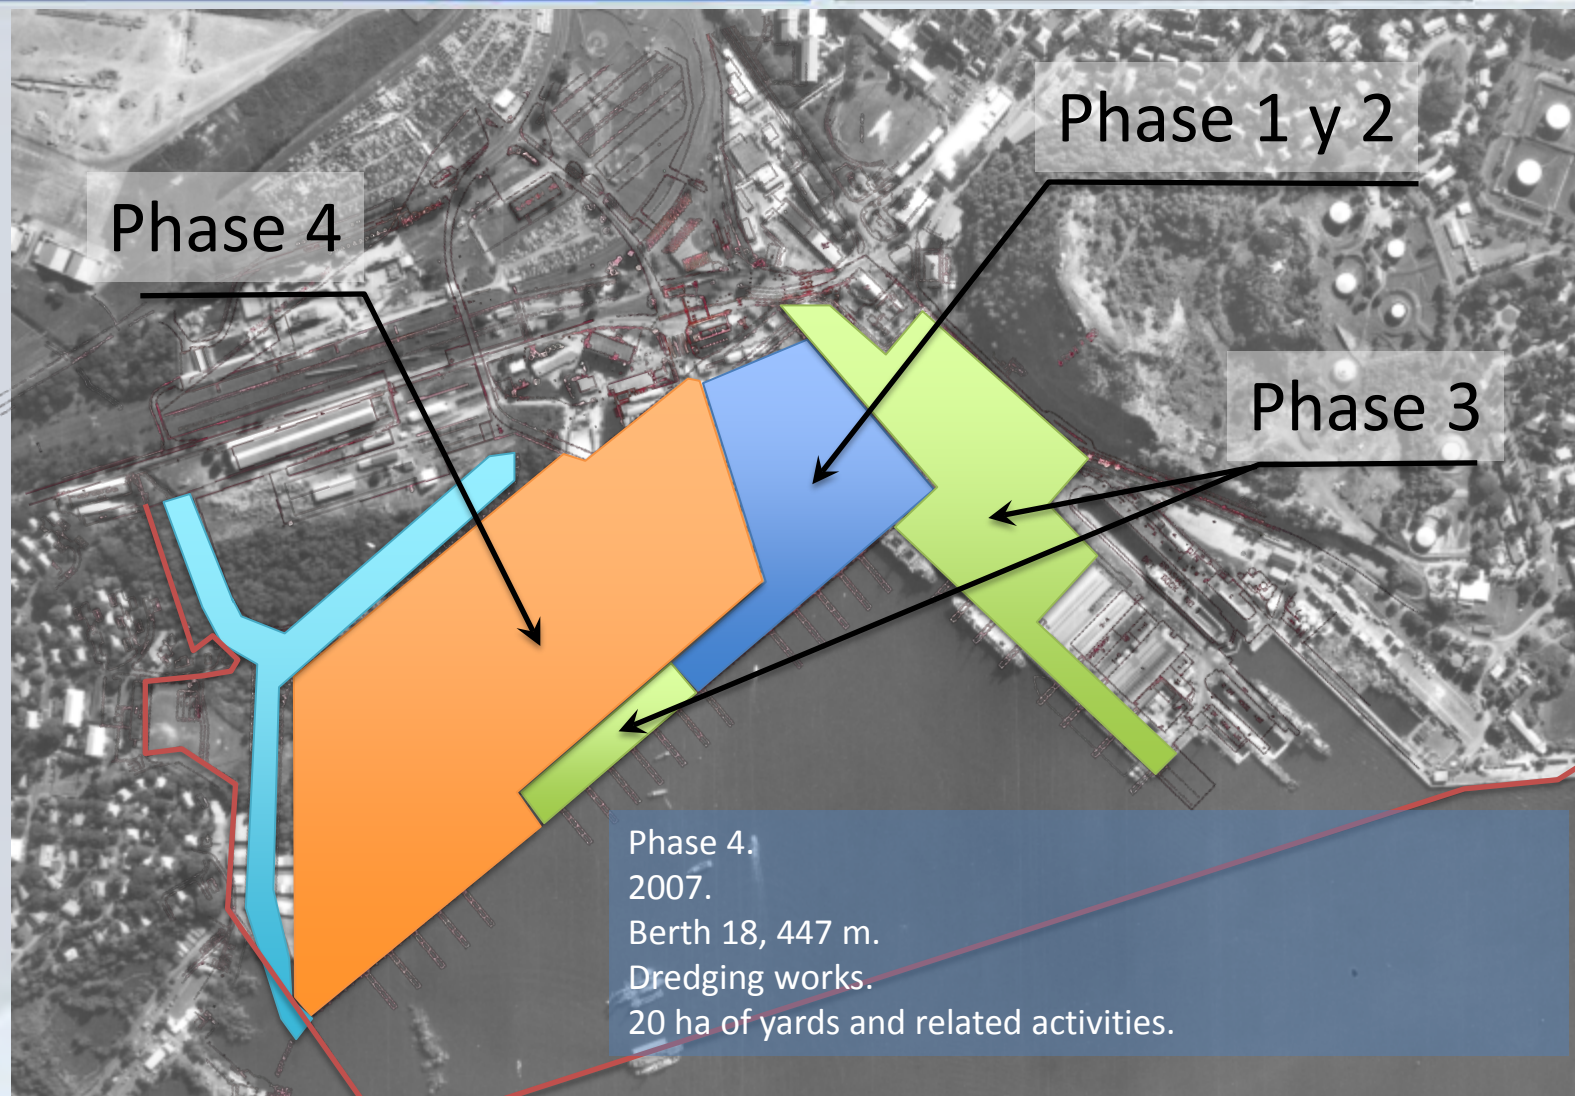 Phase 1 y 2
Phase 4
Phase 3
Phase 4.
2007.
Berth 18, 447 m.
Dredging works.
20 ha of yards and related activities.